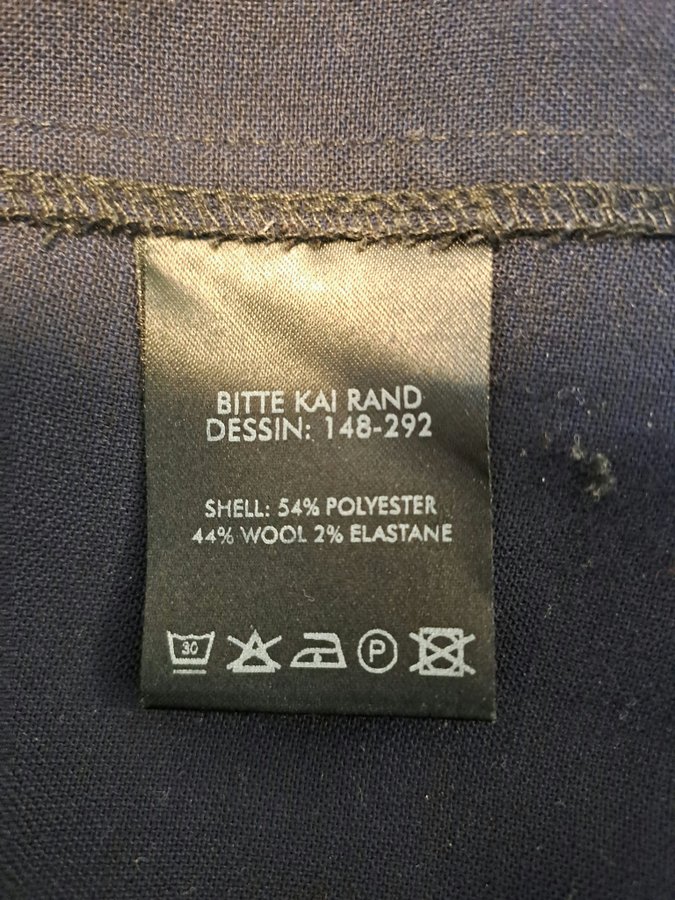 BITTE KAI RAND
DESSIN: 148-292
SHELL: 54% POLYESTER
44% WOOL 2% ELASTANE
30
P